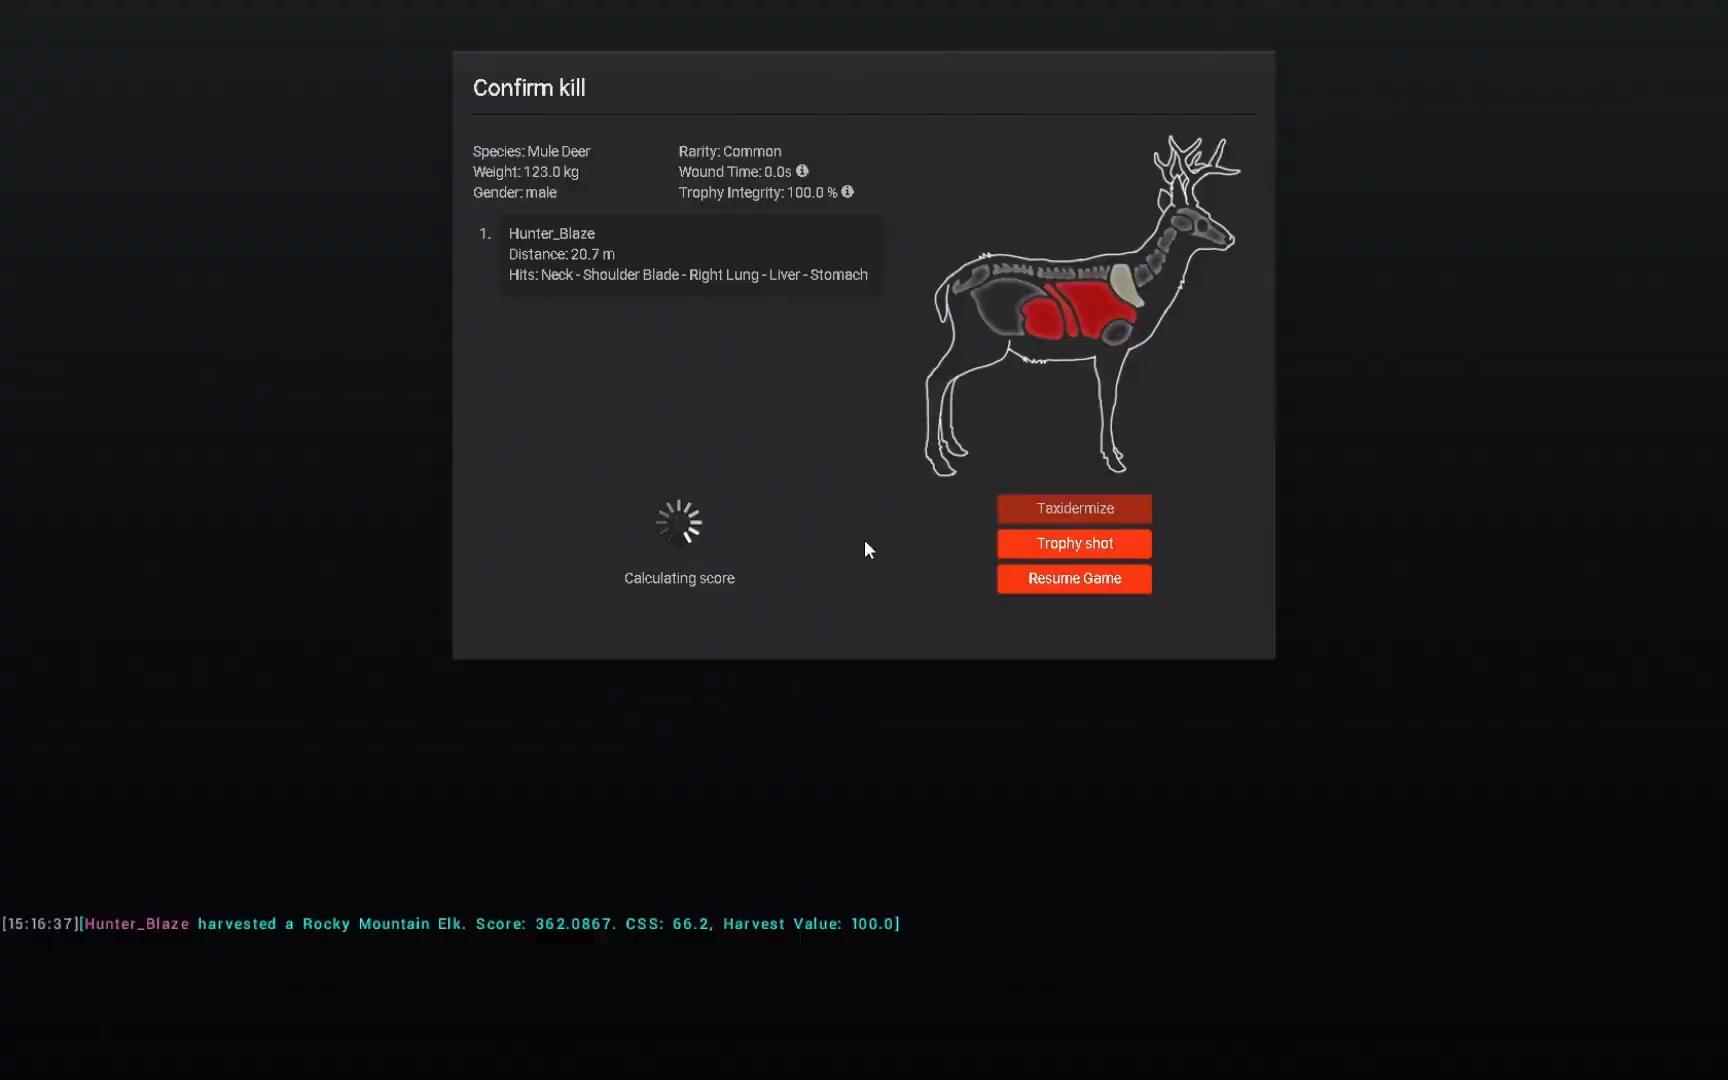 Confirm kill
Species: Mule Deer
Weight: 123.0 kg
Gender: male
Rarity: Common
Wound Time: 0.0s
Trophy Integrity: 100.0 %
1. Hunter_Blaze
Distance: 20.7 m
Hits: Neck - Shoulder Blade - Right Lung - Liver - Stomach
Calculating score
Taxidermize
Trophy shot
Resume Game
[15:16:37][Hunter_Blaze harvested a Rocky Mountain Elk. Score: 362.0867. CSS: 66.2, Harvest Value: 100.0]